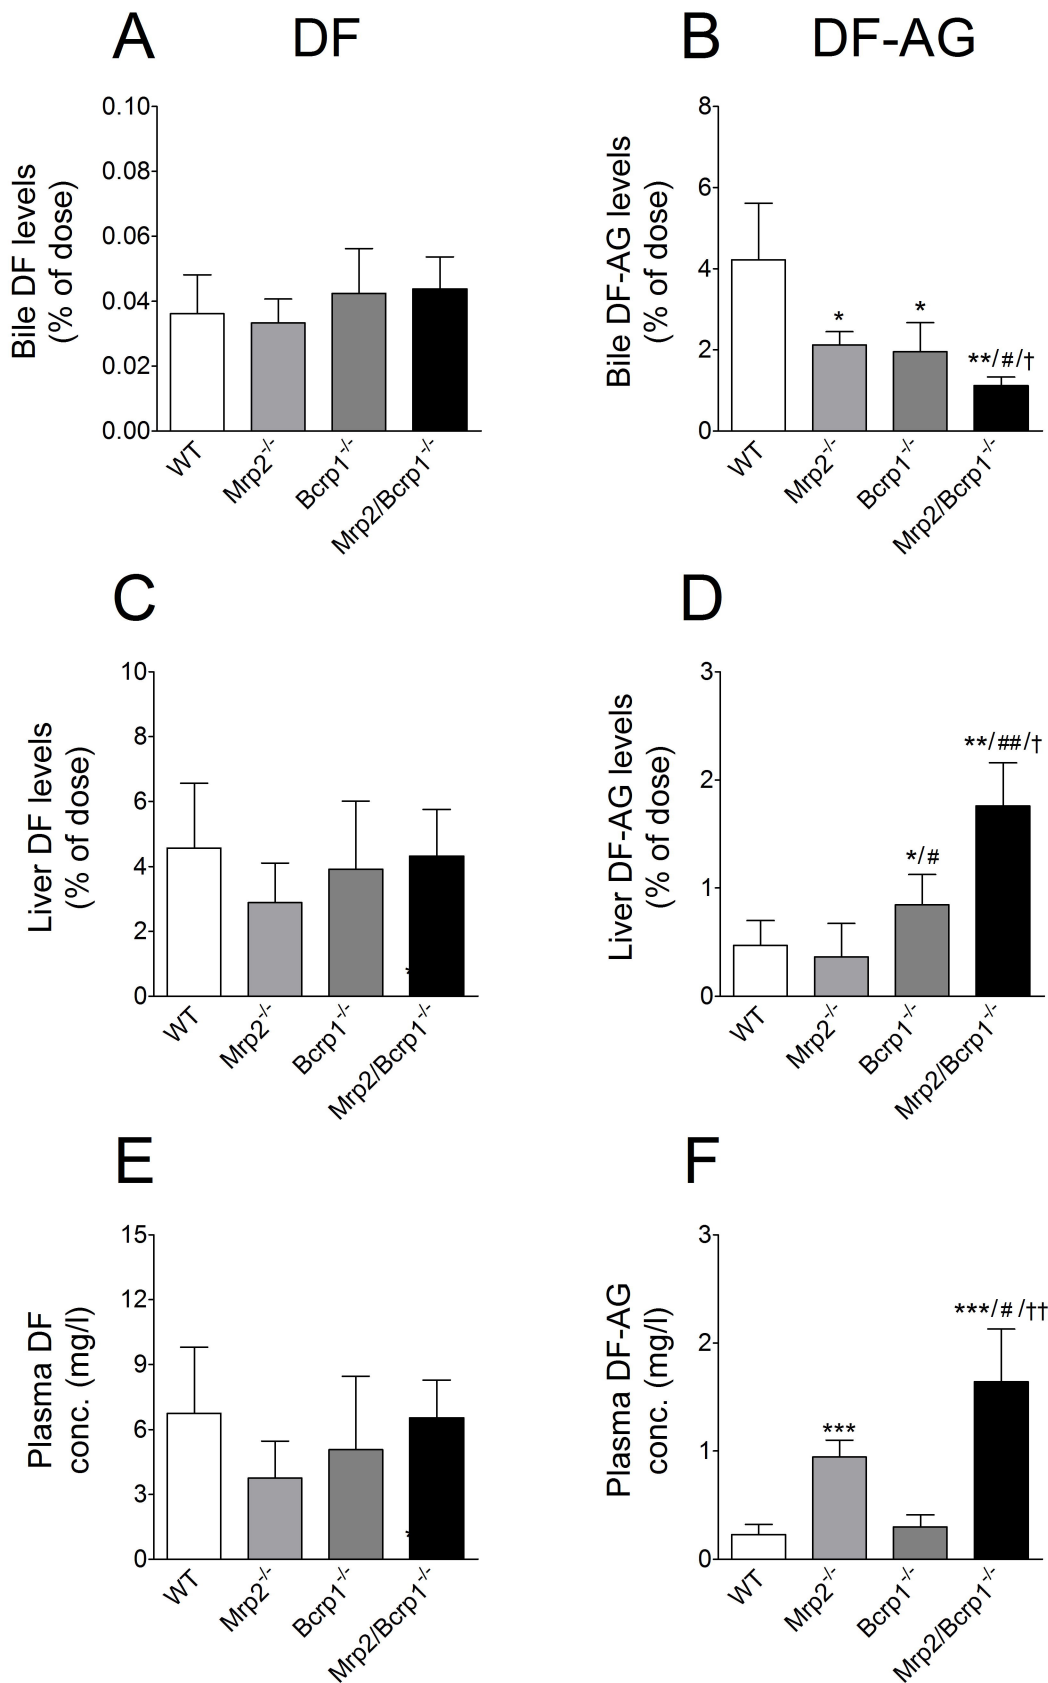 A DF
Bile DF levels
(% of dose)
0.10
0.08
0.06
0.04
0.02
0.00
WT
Mrp2-/-
Bcrp1-/-
Mrp2/Bcrp1-/-
B DF-AG
Bile DF-AG levels
(% of dose)
8
6
4
2
0
*
*
**/#/†
WT
Mrp2-/-
Bcrp1-/-
Mrp2/Bcrp1-/-
C
Liver DF levels
(% of dose)
10
8
6
4
2
0
*
WT
Mrp2-/-
Bcrp1-/-
Mrp2/Bcrp1-/-
D
Liver DF-AG levels
(% of dose)
3
2
1
0
*/#
**/##/†
WT
Mrp2-/-
Bcrp1-/-
Mrp2/Bcrp1-/-
E
Plasma DF
conc. (mg/l)
15
12
9
6
3
0
*
WT
Mrp2-/-
Bcrp1-/-
Mrp2/Bcrp1-/-
F
Plasma DF-AG
conc. (mg/l)
3
2
1
0
***
***/# /††
WT
Mrp2-/-
Bcrp1-/-
Mrp2/Bcrp1-/-